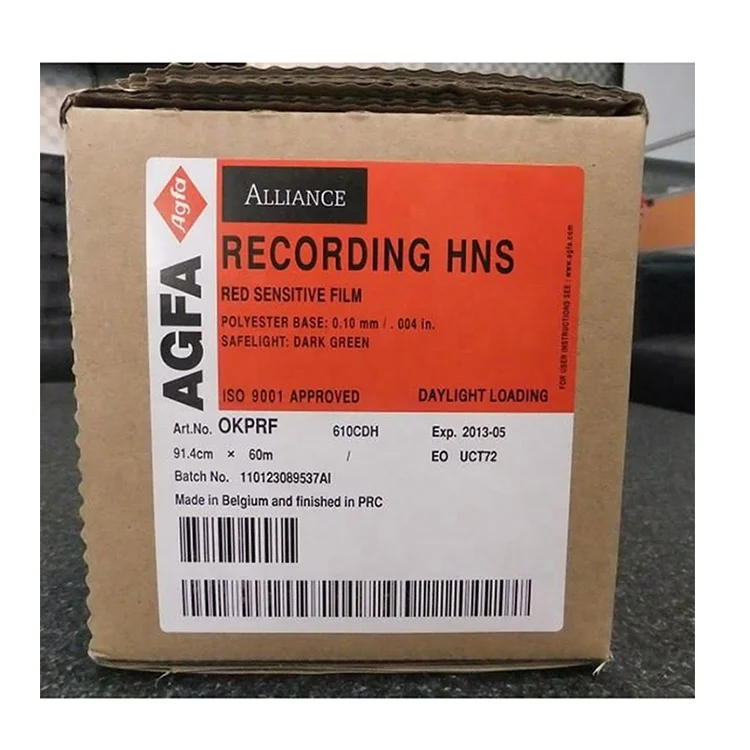 Agfa
AGFA
ALLIANCE
RECORDING HNS
RED SENSITIVE FILM
POLYESTER BASE: 0.10 mm / . 004 in.
SAFELIGHT: DARK GREEN
ISO 9001 APPROVED DAYLIGHT LOADING
FOR USER INSTRUCTIONS SEE : www.agfa.com
Art.No. OKPRF 610CDH Exp. 2013-05
91.4cm × 60m / EO UCT72
Batch No. 110123089537AI
Made in Belgium and finished in PRC